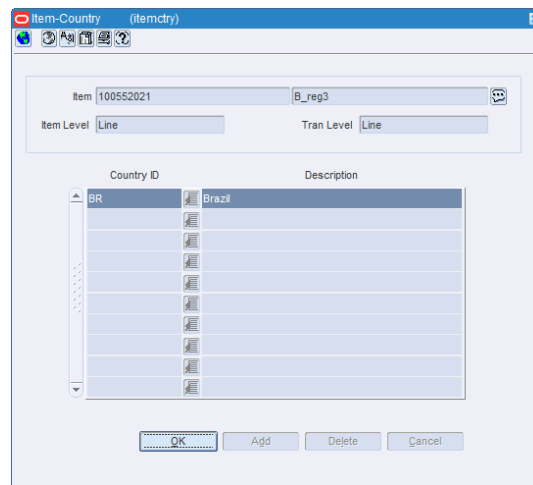 Item-Country (itemctry)
Item 100552021 B_reg3
Item Level Line Tran Level Line
Country ID Description
BR Brazil
OK Add Delete Cancel